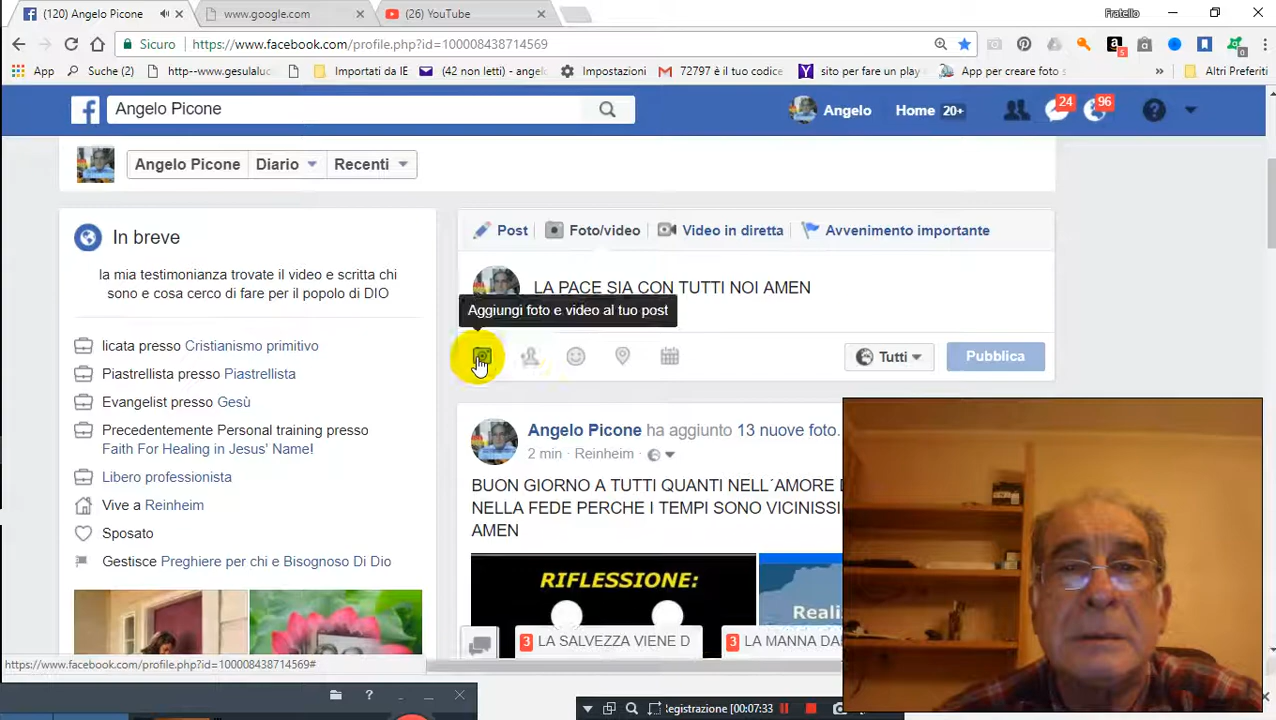 (120) Angelo Picone
www.google.com
(26) YouTube
Fratello
Sicuro
https://www.facebook.com/profile.php?id=100008438714569
App
Suche (2)
http--www.gesulaluc
Importati da IE
(42 non letti) - angelo
Impostazioni
72791 è il tuo codice
sito per fare un play
App per creare foto s
Altri Preferiti
5
0
Angelo Picone
Angelo
Home 20+
24
96
Angelo Picone
Diario
Recenti
In breve
la mia testimonianza trovate il video e scritta chi
sono e cosa cerco di fare per il popolo di DIO
licata presso Cristianismo primitivo
Piastrellista presso Piastrellista
Evangelist presso Gesù
Precedentemente Personal training presso
Faith For Healing in Jesus' Name!
Libero professionista
Vive a Reinheim
Sposato
Gestisce Preghiere per chi e Bisognoso Di Dio
Post
Foto/video
Video in diretta
Avvenimento importante
LA PACE SIA CON TUTTI NOI AMEN
Aggiungi foto e video al tuo post
Tutti
Pubblica
Angelo Picone ha aggiunto 13 nuove foto.
2 min · Reinheim
BUON GIORNO A TUTTI QUANTI NELL´AMORE D
NELLA FEDE PERCHE I TEMPI SONO VICINISSI
AMEN
RIFLESSIONE:
Reali
3 LA SALVEZZA VIENE D
3 LA MANNA DA
https://www.facebook.com/profile.php?id=100008438714569#
Registrazione [00:07:33]